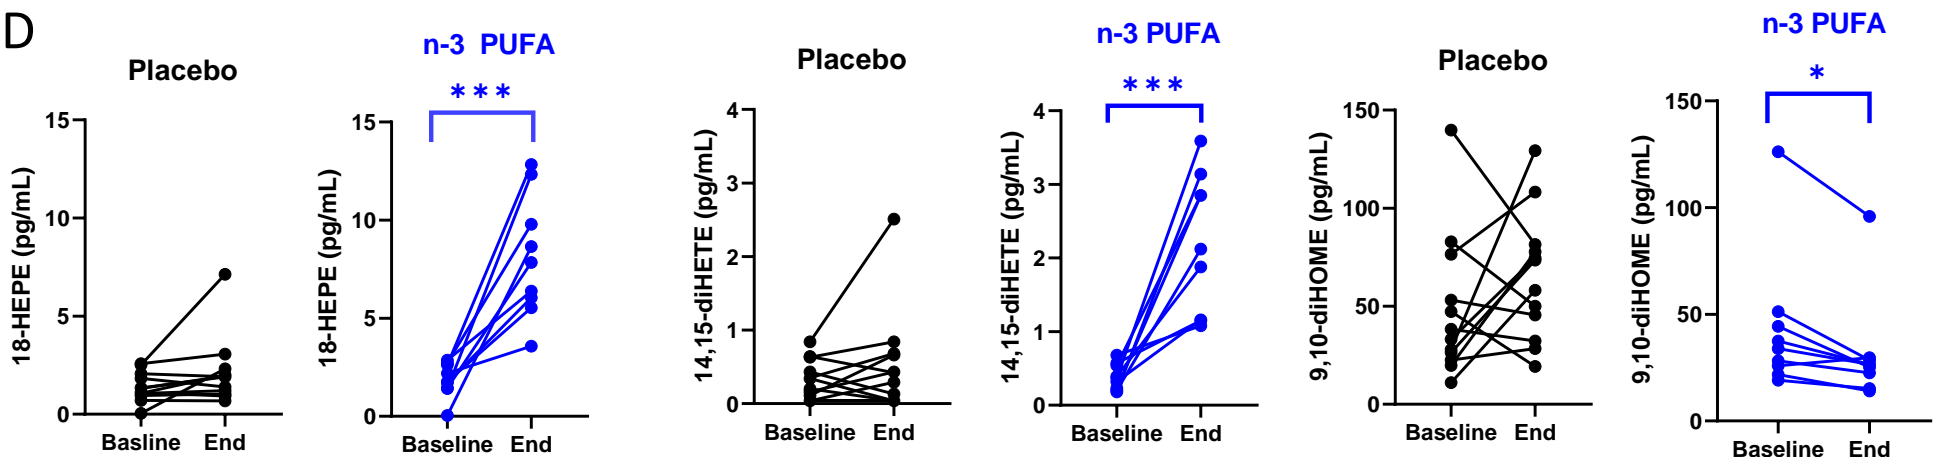 D
Placebo
18-HEPE (pg/mL)
15
10
5
0
Basline End
n-3 PUFA
***
18-HEPE (pg/mL)
15
10
5
0
Baseline End
Placebo
14,15-diHETE (pg/mL)
4
3
2
1
0
Baseline End
n-3 PUFA
***
14,15-diHETE (pg/mL)
4
3
2
1
0
Baseline End
Placebo
9,10-diHOME (pg/mL)
150
100
50
0
Baseline End
n-3 PUFA
*
9,10-diHOME (pg/mL)
150
100
50
0
Baseline End